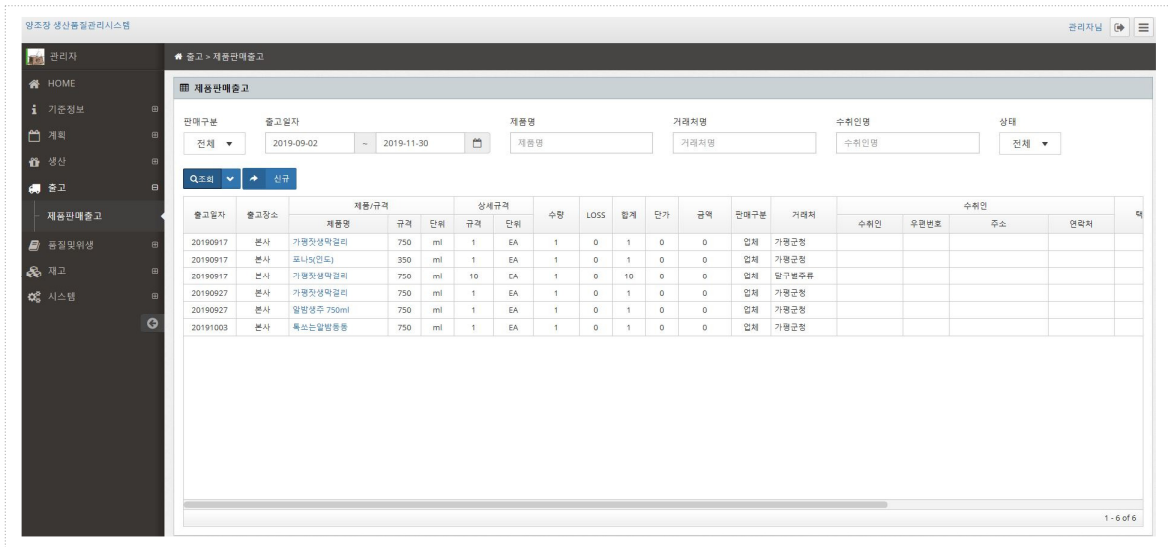 양조장 생산품질관리시스템 관리자님
관리자
출고 > 제품판매출고
HOME
기준정보
계획
생산
출고
제품판매출고
품질및위생
재고
시스템
제품판매출고
판매구분 출고일자 제품명 거래처명 수취인명 상태
전체 2019-09-02 ~ 2019-11-30 제품명 거래처명 수취인명 전체
조회 신규
출고일자 출고장소 제품/규격 상세규격 수량 LOSS 합계 단가 금액 판매구분 거래처 수취인 택
제품명 규격 단위 규격 단위 수취인 우편번호 주소 연락처
20190917 본사 가평잣생막걸리 750 ml 1 EA 1 0 1 0 0 업체 가평군청
20190917 본사 포나5(안도) 350 ml 1 EA 1 0 1 0 0 업체 가평군청
20190917 본사 가평잣생막걸리 750 ml 10 EA 1 0 10 0 0 업체 달구벌주류
20190927 본사 가평잣생막걸리 750 ml 1 EA 1 0 1 0 0 업체 가평군청
20190927 본사 알밤생주 750ml 750 ml 1 EA 1 0 1 0 0 업체 가평군청
20191003 본사 톡쏘는알밤동동 750 ml 1 EA 1 0 1 0 0 업체 가평군청
1 - 6 of 6